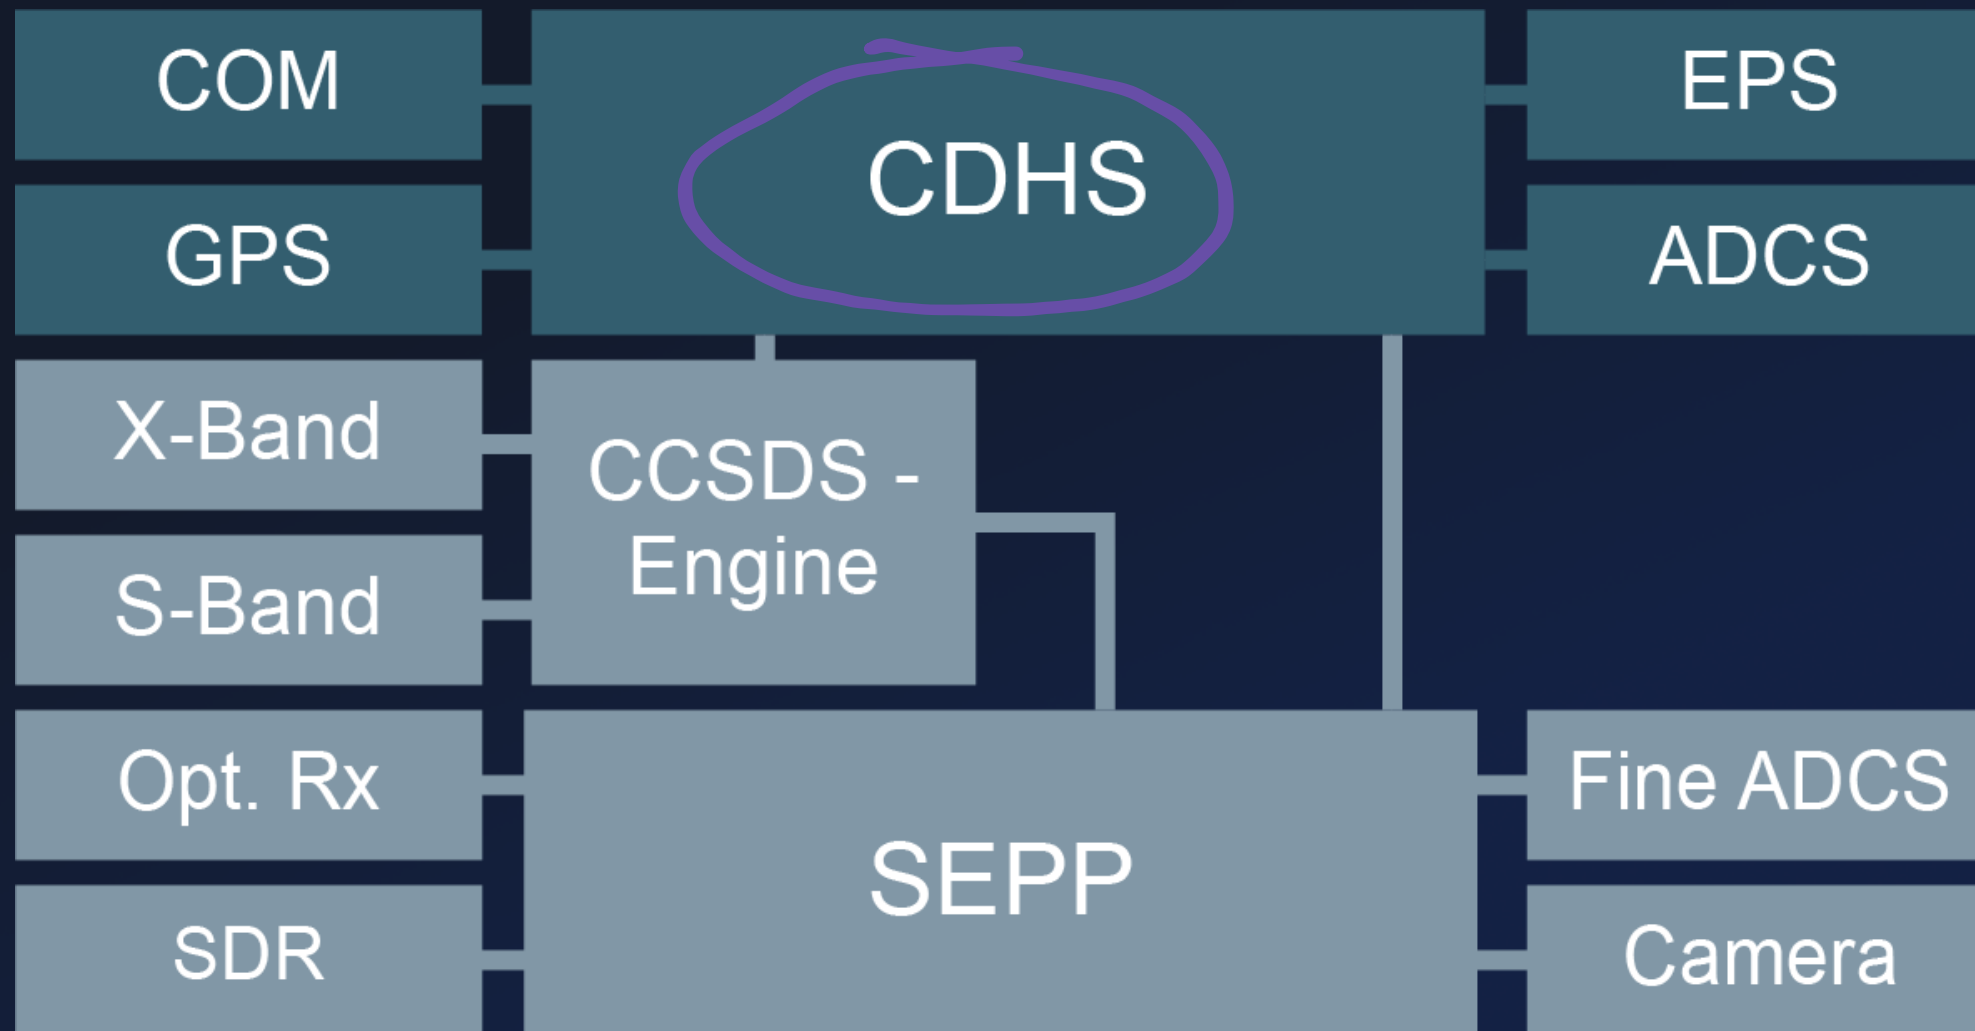 COM
CDHS
EPS
GPS
ADCS
X-Band
CCSDS -
Engine
S-Band
Opt. Rx
SEPP
Fine ADCS
SDR
Camera